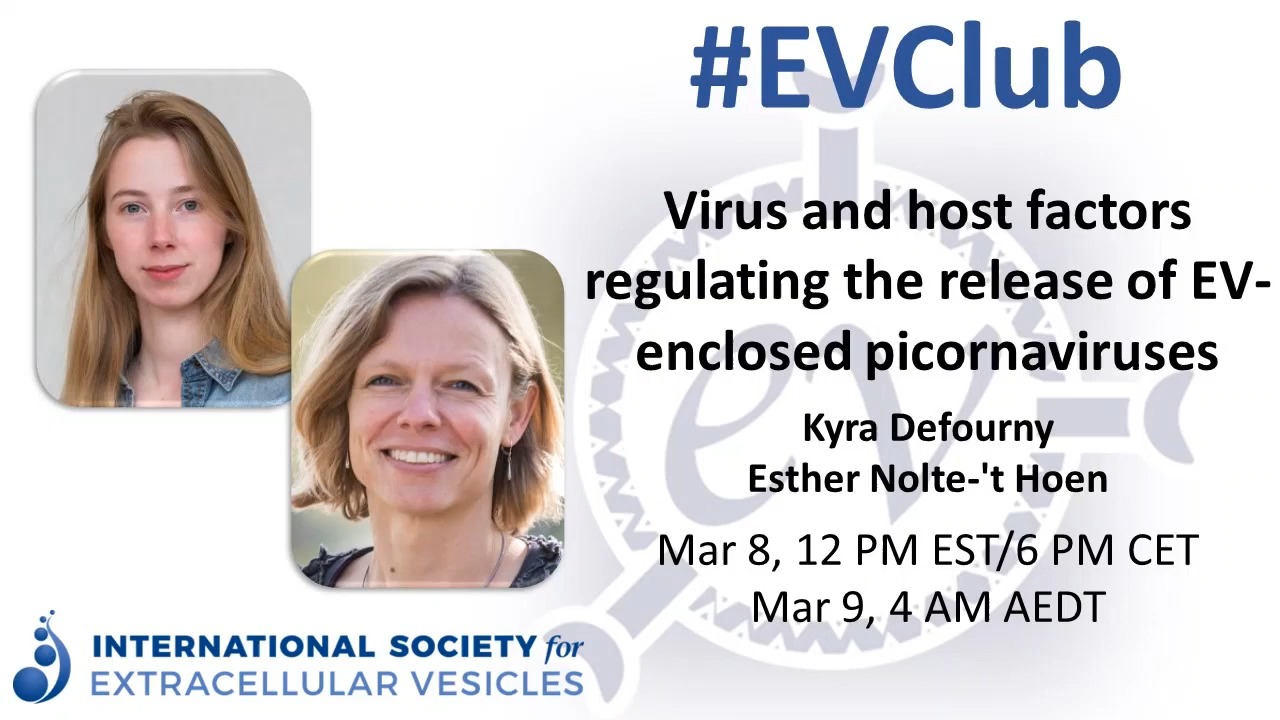 #EVClub
Virus and host factors
regulating the release of EV-
enclosed picornaviruses
Kyra Defourny
Esther Nolte-'t Hoen
Mar 8, 12 PM EST/6 PM CET
Mar 9, 4 AM AEDT
ev
INTERNATIONAL SOCIETY for
EXTRACELLULAR VESICLES